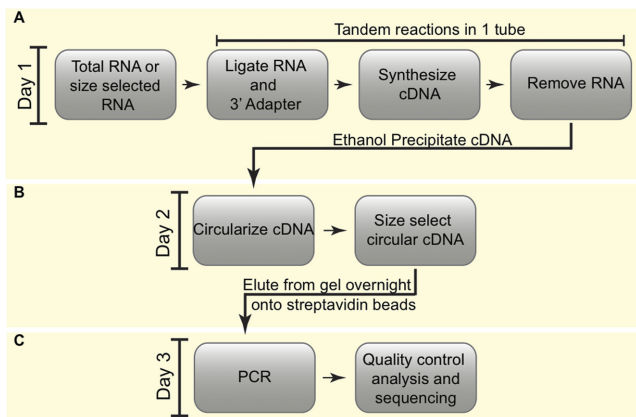 A
Tandem reactions in 1 tube
Day 1
Total RNA or
size selected
RNA
Ligate RNA
and
3' Adapter
Synthesize
cDNA
Remove RNA
Ethanol Precipitate cDNA
B
Day 2
Circularize cDNA
Size select
circular cDNA
Elute from gel overnight
onto streptavidin beads
C
Day 3
PCR
Quality control
analysis and
sequencing